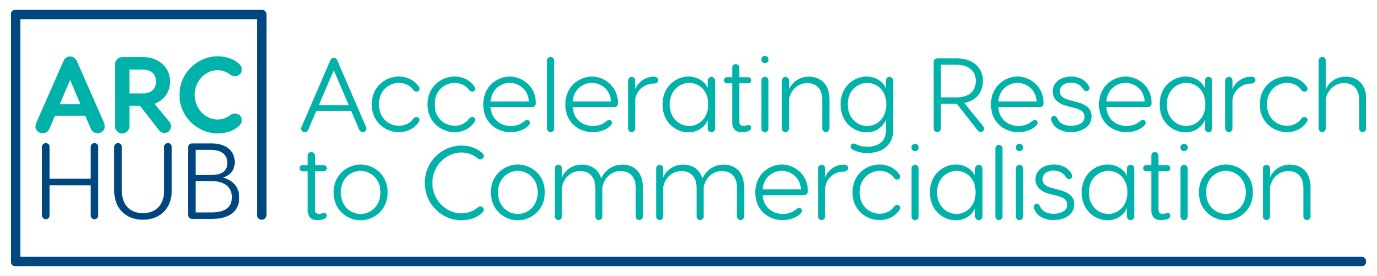 ARC
HUB
Accelerating Research
to Commercialisation